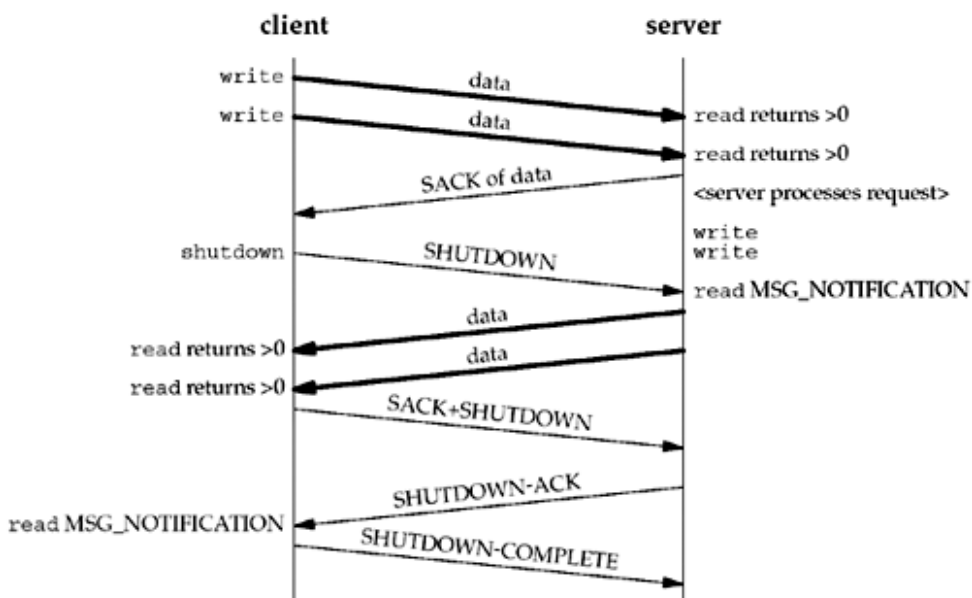 client server
write data
read returns >0
write data
read returns >0
SACK of data
<server processes request>
write
shutdown SHUTDOWN write
read MSG_NOTIFICATION
data
read returns >0
data
read returns >0
SACK+SHUTDOWN
SHUTDOWN-ACK
read MSG_NOTIFICATION
SHUTDOWN-COMPLETE